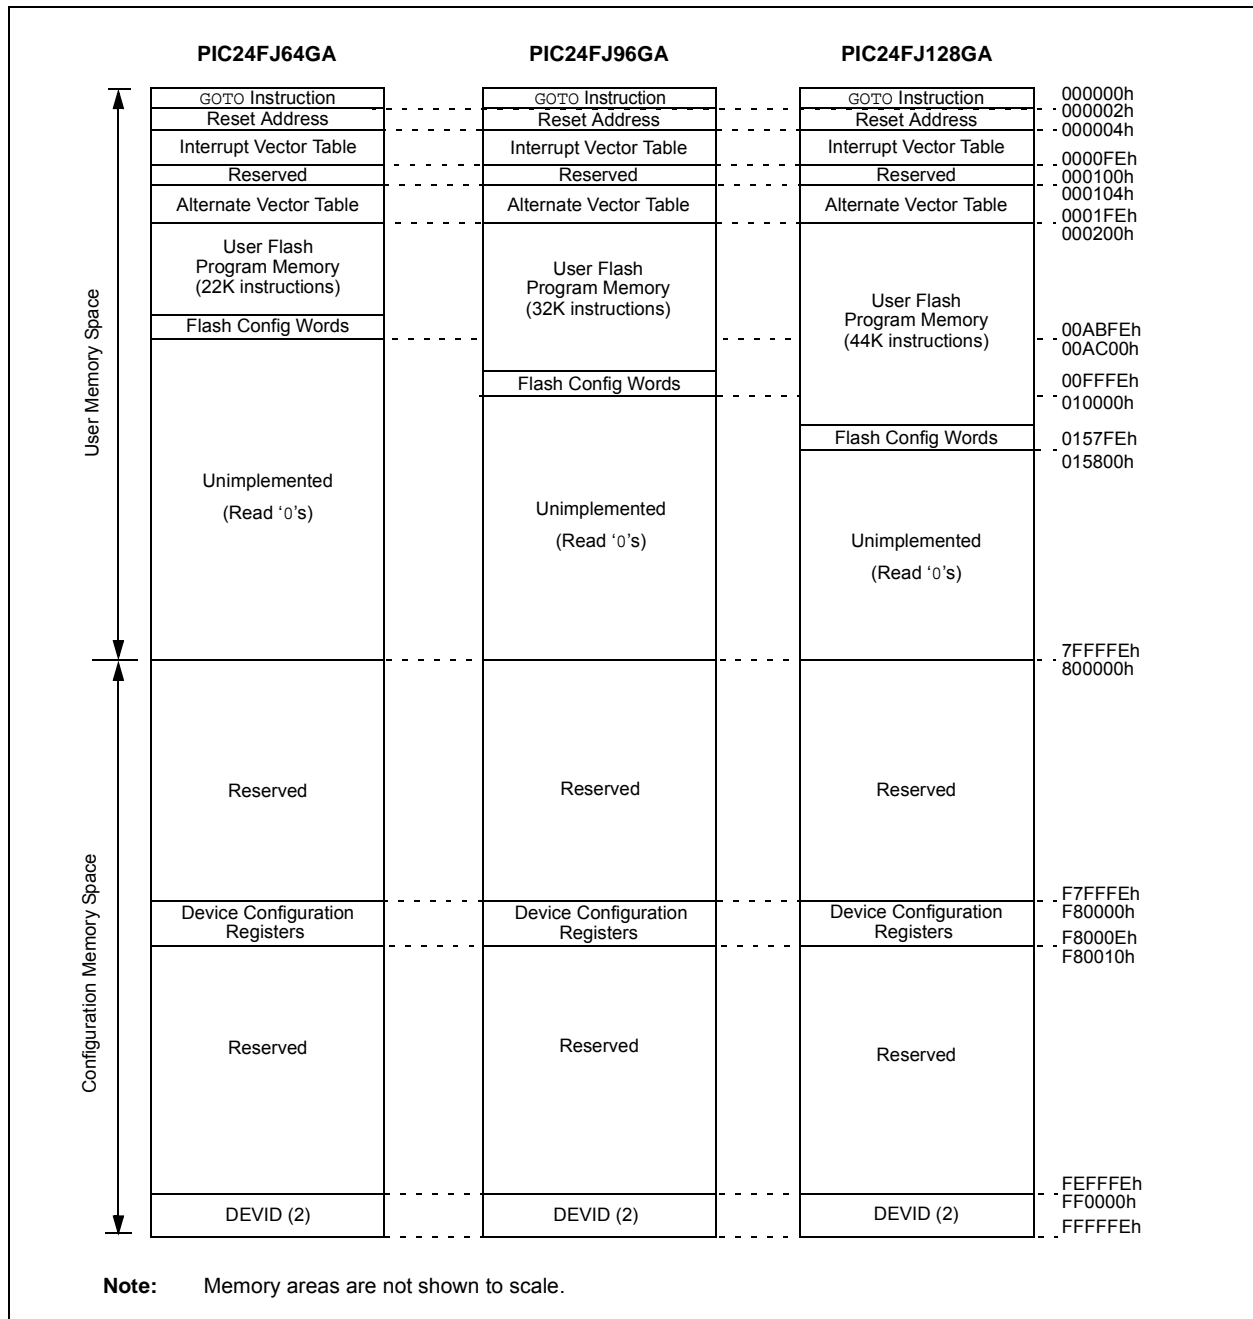 PIC24FJ64GA
PIC24FJ96GA
PIC24FJ128GA
GOTO Instruction
Reset Address
Interrupt Vector Table
Reserved
Alternate Vector Table
User Flash
Program Memory
(22K instructions)
Flash Config Words
Unimplemented
(Read ‘0’s)
Reserved
Device Configuration
Registers
Reserved
DEVID (2)
GOTO Instruction
Reset Address
Interrupt Vector Table
Reserved
Alternate Vector Table
User Flash
Program Memory
(32K instructions)
Flash Config Words
Unimplemented
(Read ‘0’s)
Reserved
Device Configuration
Registers
Reserved
DEVID (2)
GOTO Instruction
Reset Address
Interrupt Vector Table
Reserved
Alternate Vector Table
User Flash
Program Memory
(44K instructions)
Flash Config Words
Unimplemented
(Read ‘0’s)
Reserved
Device Configuration
Registers
Reserved
DEVID (2)
000000h
000002h
000004h
0000FEh
000100h
000104h
0001FEh
000200h
00ABFEh
00AC00h
00FFFEh
010000h
0157FEh
015800h
7FFFFEh
800000h
F7FFFEh
F80000h
F8000Eh
F80010h
FEFFFEh
FF0000h
FFFFFEh
User Memory Space
Configuration Memory Space
Note: Memory areas are not shown to scale.